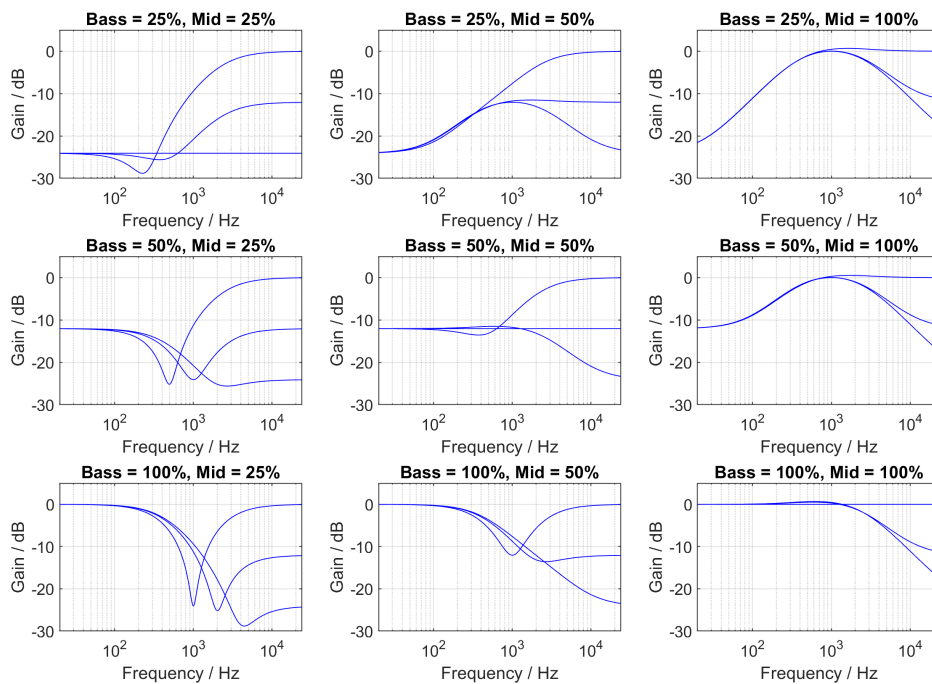 Bass = 25%, Mid = 25%
Bass = 25%, Mid = 50%
Bass = 25%, Mid = 100%
0
-10
-20
-30
Gain / dB
10^2
10^3
10^4
Frequency / Hz
0
-10
-20
-30
Gain / dB
10^2
10^3
10^4
Frequency / Hz
0
-10
-20
-30
Gain / dB
10^2
10^3
10^4
Frequency / Hz
Bass = 50%, Mid = 25%
Bass = 50%, Mid = 50%
Bass = 50%, Mid = 100%
0
-10
-20
-30
Gain / dB
10^2
10^3
10^4
Frequency / Hz
0
-10
-20
-30
Gain / dB
10^2
10^3
10^4
Frequency / Hz
0
-10
-20
-30
Gain / dB
10^2
10^3
10^4
Frequency / Hz
Bass = 100%, Mid = 25%
Bass = 100%, Mid = 50%
Bass = 100%, Mid = 100%
0
-10
-20
-30
Gain / dB
10^2
10^3
10^4
Frequency / Hz
0
-10
-20
-30
Gain / dB
10^2
10^3
10^4
Frequency / Hz
0
-10
-20
-30
Gain / dB
10^2
10^3
10^4
Frequency / Hz